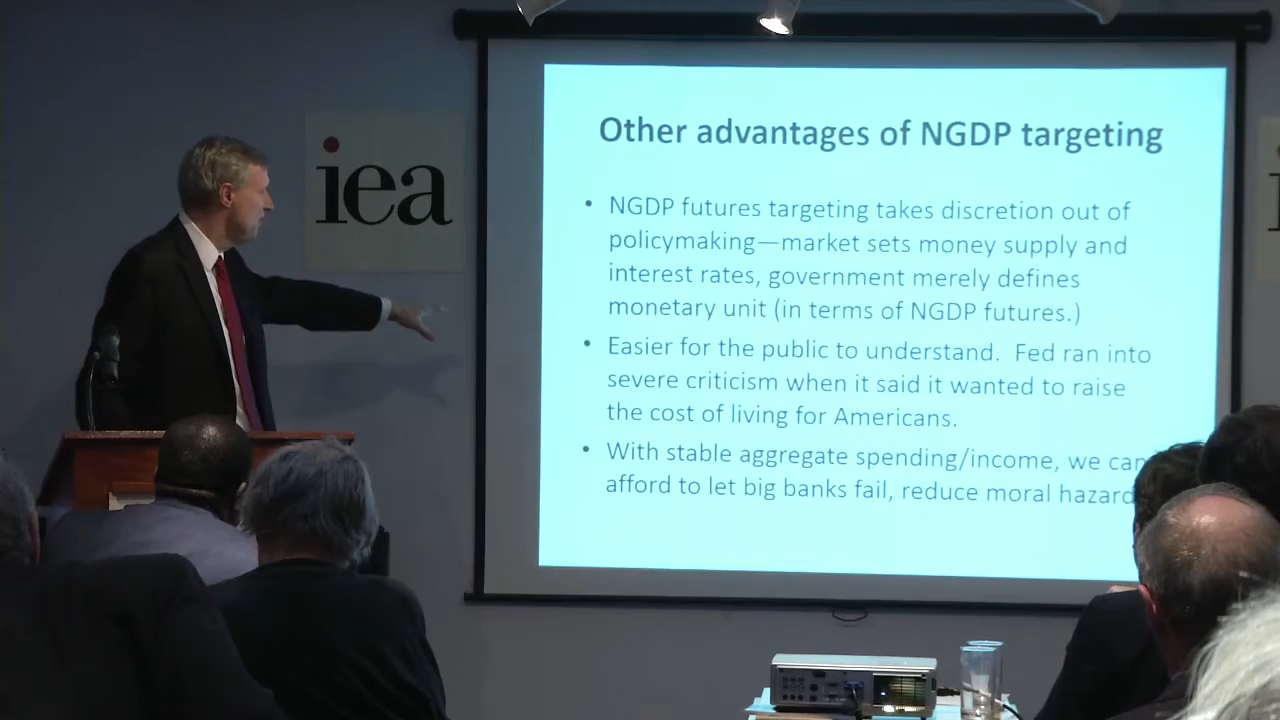 iea
Other advantages of NGDP targeting
• NGDP futures targeting takes discretion out of
policymaking—market sets money supply and
interest rates, government merely defines
monetary unit (in terms of NGDP futures.)
• Easier for the public to understand. Fed ran into
severe criticism when it said it wanted to raise
the cost of living for Americans.
• With stable aggregate spending/income, we can
afford to let big banks fail, reduce moral hazard